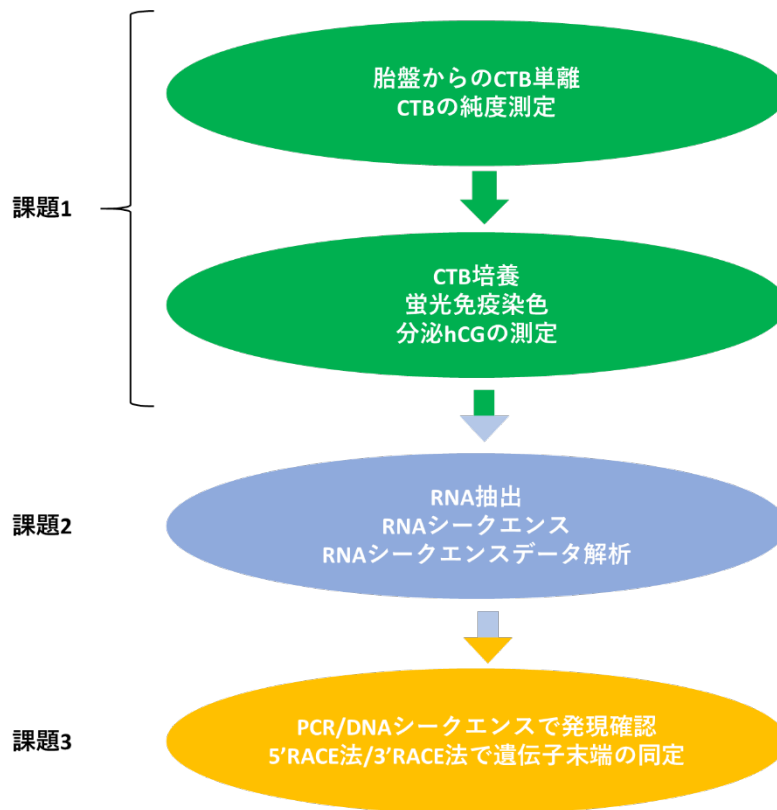 胎盤からのCTB単離
CTBの純度測定
課題1
CTB培養
蛍光免疫染色
分泌hCGの測定
課題2
RNA抽出
RNAシークエンス
RNAシークエンスデータ解析
課題3
PCR/DNAシークエンスで発現確認
5’RACE法/3’RACE法で遺伝子末端の同定